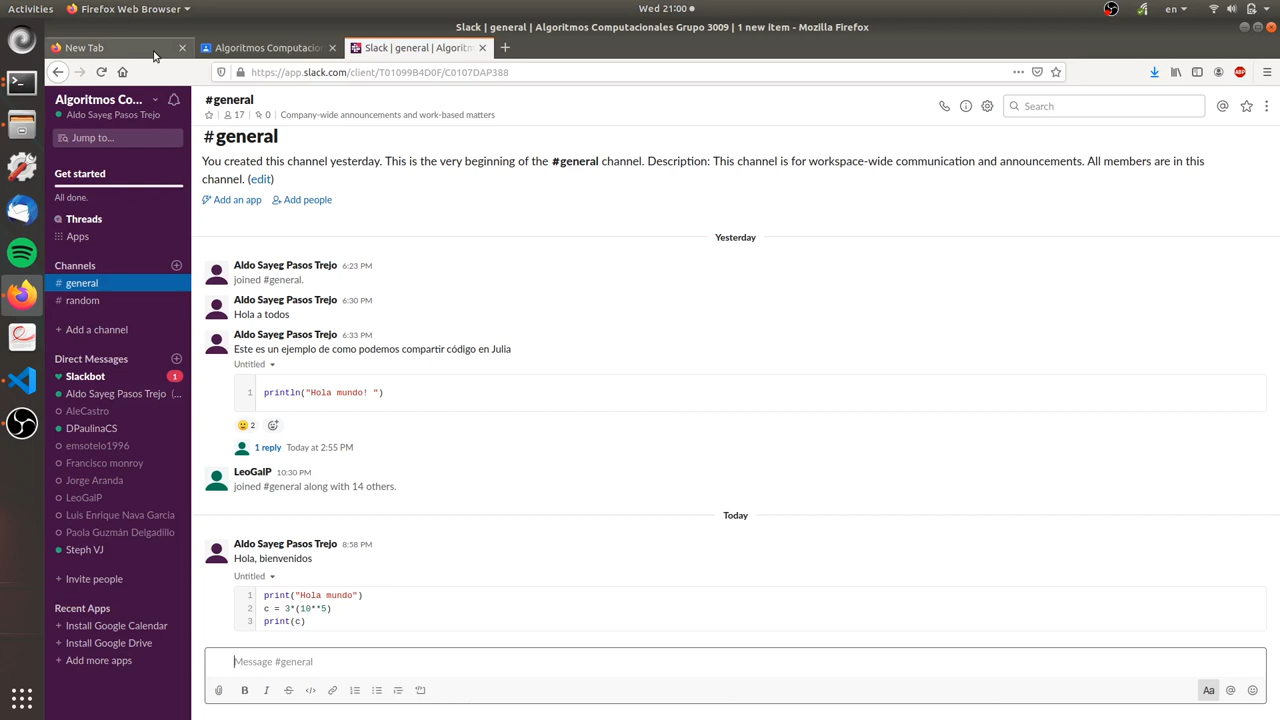 Activities Firefox Web Browser Wed 21:00 en
Slack | general | Algoritmos Computacionales Grupo 3009 | 1 new item - Mozilla Firefox
New Tab Algoritmos Computacio Slack | general | Algoritm
https://app.slack.com/client/T01099B4D0F/C0107DAP388 ABP
Algoritmos Co...
Aldo Sayeg Pasos Trejo
Jump to...
Get started
All done.
Threads
Apps
Channels
# general
# random
+ Add a channel
Direct Messages
Slackbot 1
Aldo Sayeg Pasos Trejo (...
AleCastro
DPaulinaCS
emsotelo1996
Francisco monroy
Jorge Aranda
LeoGalP
Luis Enrique Nava Garcia
Paola Guzmán Delgadillo
Steph VJ
+ Invite people
Recent Apps
+ Install Google Calendar
+ Install Google Drive
+ Add more apps
#general
17 0 Company-wide announcements and work-based matters
Search
#general
You created this channel yesterday. This is the very beginning of the #general channel. Description: This channel is for workspace-wide communication and announcements. All members are in this
channel. (edit)
Add an app Add people
Yesterday
Aldo Sayeg Pasos Trejo 6:23 PM
joined #general.
Aldo Sayeg Pasos Trejo 6:30 PM
Hola a todos
Aldo Sayeg Pasos Trejo 6:33 PM
Este es un ejemplo de como podemos compartir código en Julia
Untitled
1 println("Hola mundo! ")
2
1 reply Today at 2:55 PM
LeoGalP 10:30 PM
joined #general along with 14 others.
Today
Aldo Sayeg Pasos Trejo 8:58 PM
Hola, bienvenidos
Untitled
1 print("Hola mundo")
2 c = 3*(10**5)
3 print(c)
Message #general
B I S Aa